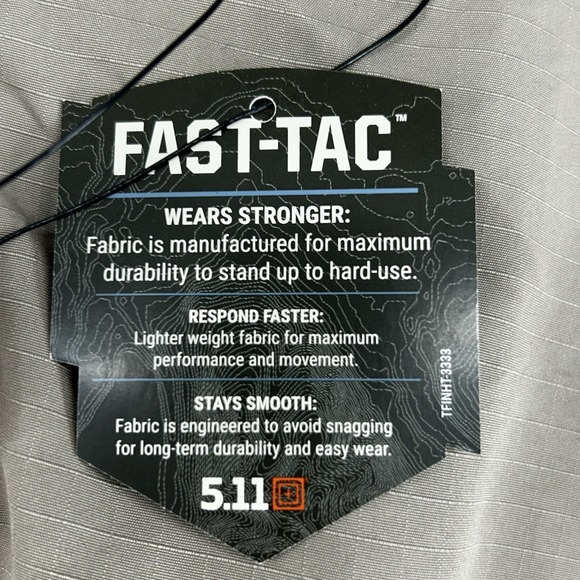 FAST-TAC™
WEARS STRONGER:
Fabric is manufactured for maximum
durability to stand up to hard-use.
RESPOND FASTER:
Lighter weight fabric for maximum
performance and movement.
STAYS SMOOTH:
Fabric is engineered to avoid snagging
for long-term durability and easy wear.
5.11
TFINHT-3333